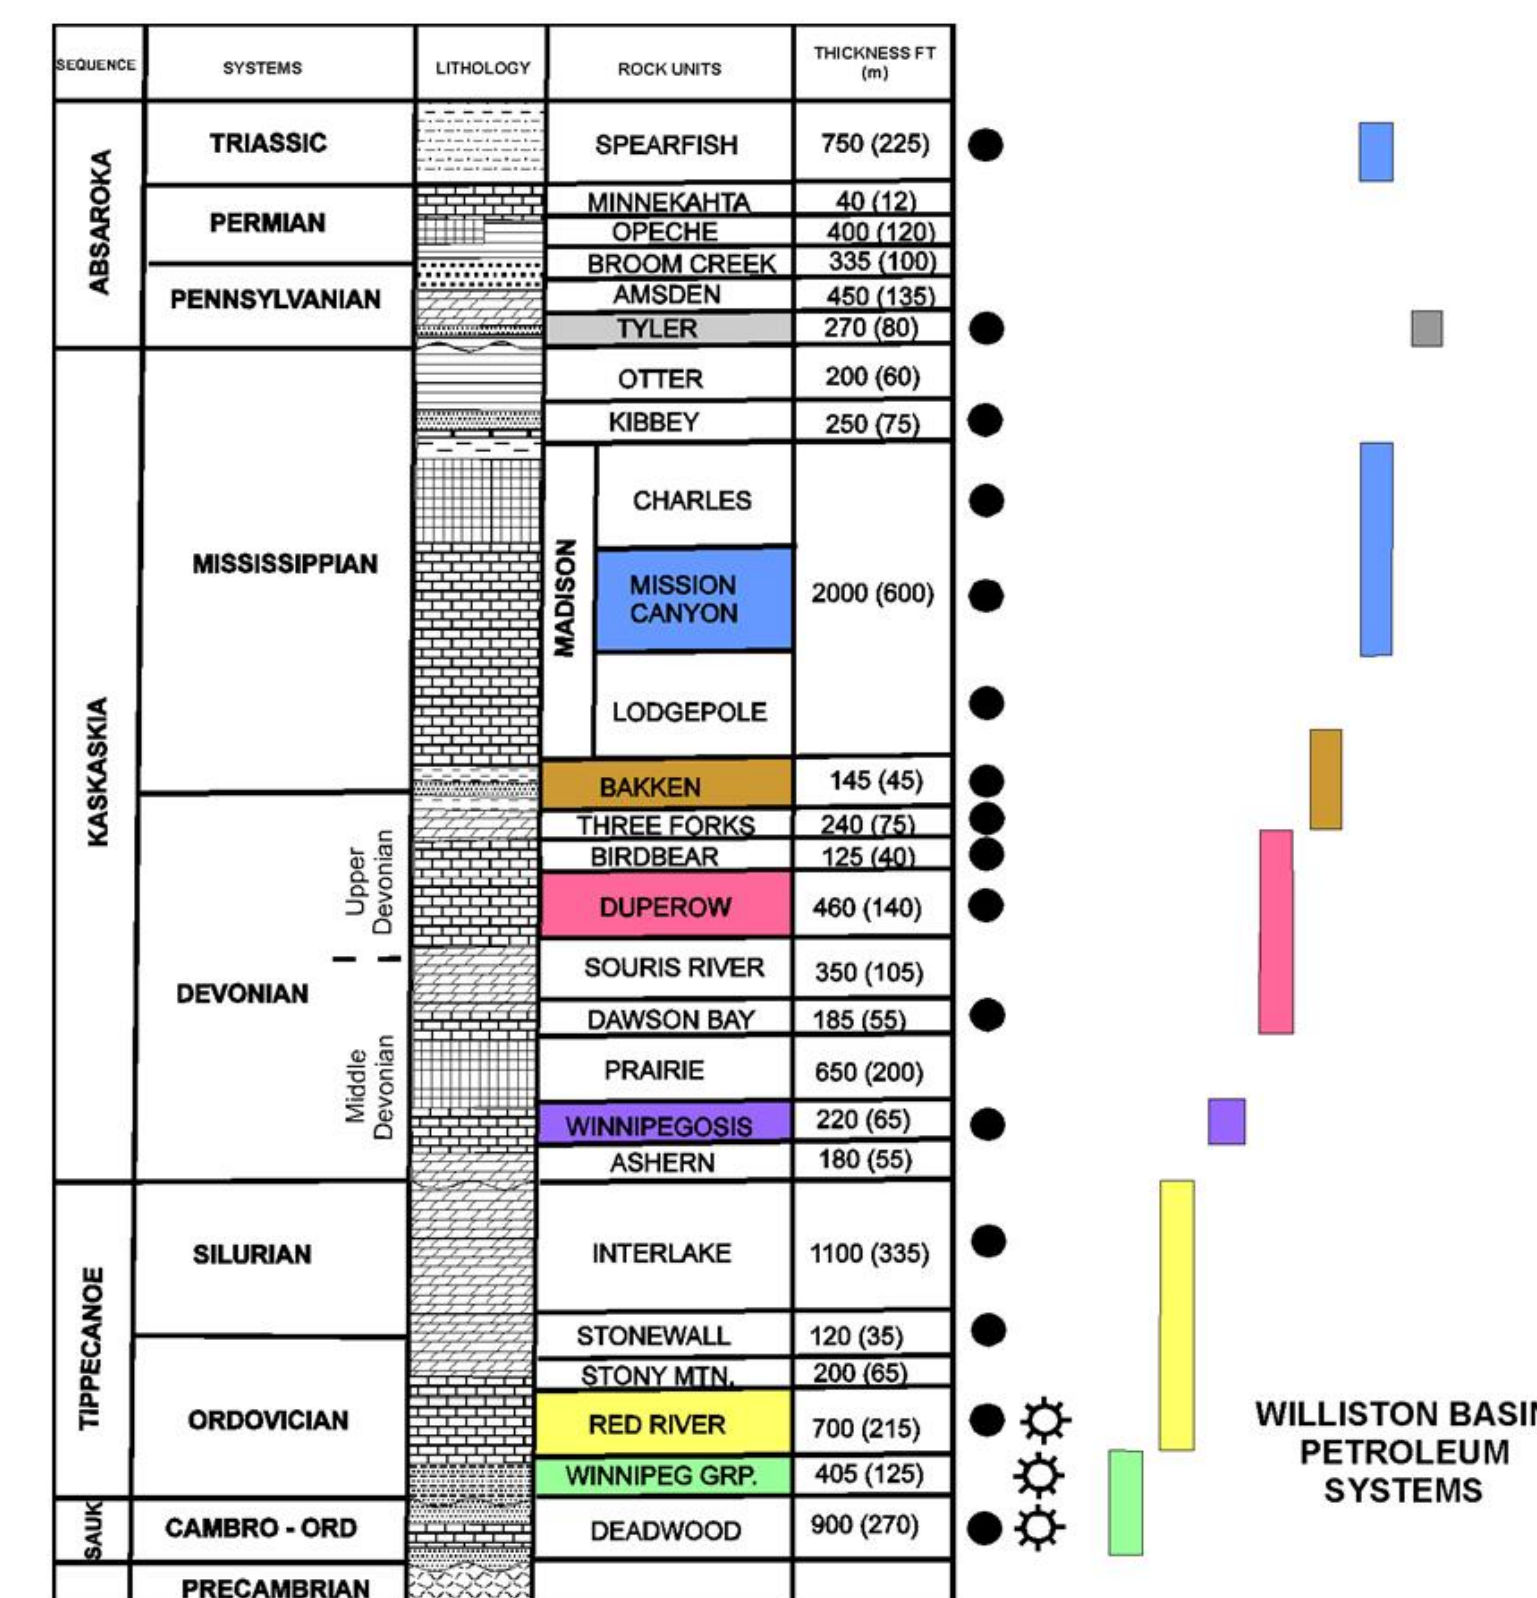 SEQUENCE SYSTEMS LITHOLOGY ROCK UNITS THICKNESS FT
(m)
ABSAROKA
TRIASSIC SPEARFISH 750 (225)
PERMIAN MINNEKAHTA 40 (12)
OPECHE 400 (120)
BROOM CREEK 335 (100)
PENNSYLVANIAN AMSDEN 450 (135)
TYLER 270 (80)
KASKASKIA
MISSISSIPPIAN
OTTER 200 (60)
KIBBEY 250 (75)
MADISON
CHARLES
MISSION
CANYON
2000 (600)
LODGEPOLE
BAKKEN 145 (45)
DEVONIAN
Upper
Devonian
THREE FORKS 240 (75)
BIRDBEAR 125 (40)
DUPEROW 460 (140)
SOURIS RIVER 350 (105)
Middle
Devonian
DAWSON BAY 185 (55)
PRAIRIE 650 (200)
WINNIPEGOSIS 220 (65)
ASHERN 180 (55)
TIPPECANOE
SILURIAN INTERLAKE 1100 (335)
STONEWALL 120 (35)
ORDOVICIAN
STONY MTN. 200 (65)
RED RIVER 700 (215)
WINNIPEG GRP. 405 (125)
SAUK
CAMBRO - ORD DEADWOOD 900 (270)
PRECAMBRIAN
WILLISTON BASIN
PETROLEUM
SYSTEMS